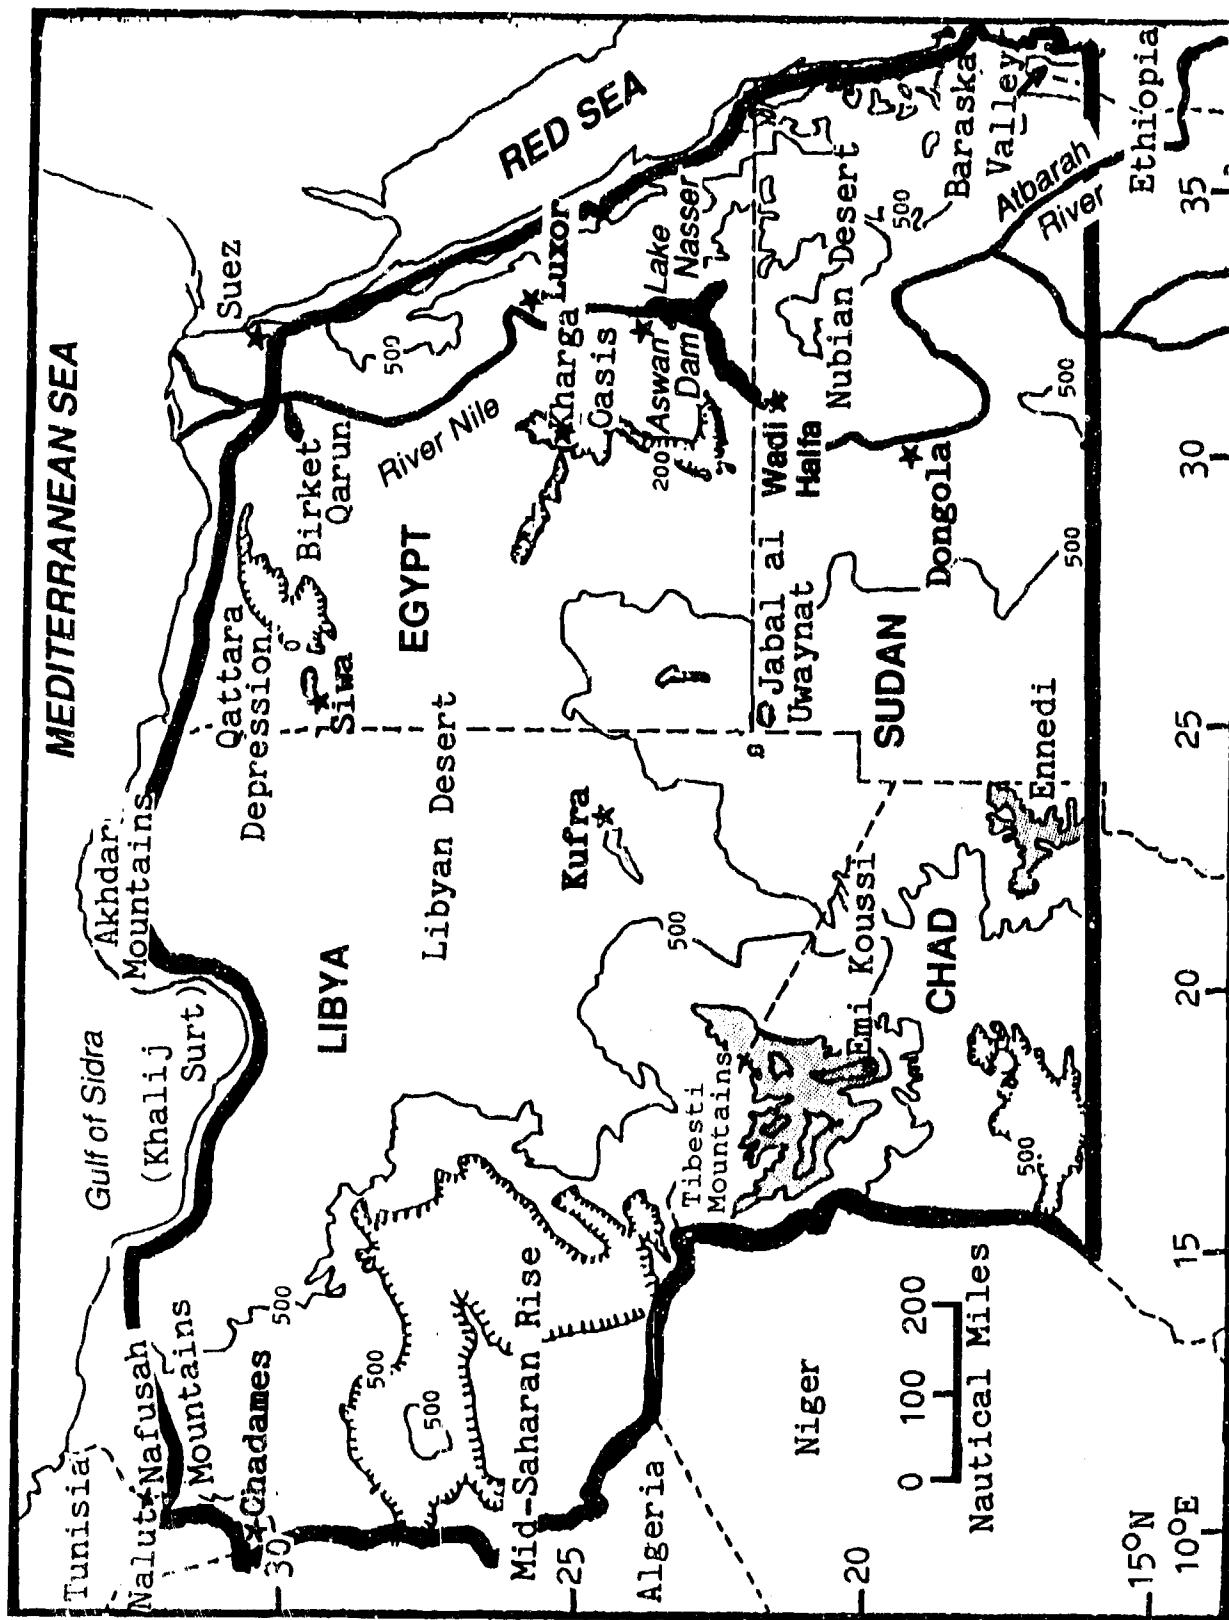 MEDITERRANEAN SEA
Tunisia
Nalut
Nafusah
Mountains
Ghadames
Gulf of Sidra
(Khalij
Surt)
Akhdar
Mountains
Suez
RED SEA
Qattara
Depression
Siwa
Birket
Qarun
River Nile
500
500
500
500
LIBYA
EGYPT
Libyan Desert
Kufra
Kharga
Oasis
Luxor
Aswan
Dam
Lake
Nasser
200
Mid-Saharan Rise
Algeria
Tibesti
Mountains
500
Jabal al
Uwaynat
Wadi
Halfa
Nubian Desert
500
Baraska
Valley
Atbarah
River
Ethiopia
Niger
Emi Koussi
CHAD
500
Ennedi
SUDAN
Dongola
500
500
0 100 200
Nautical Miles
30
25
20
15°N
10°E
15
20
25
30
35